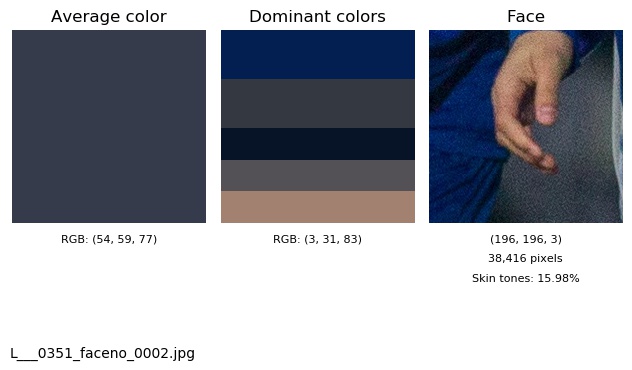 Average color
Dominant colors
Face
RGB: (54, 59, 77)
RGB: (3, 31, 83)
(196, 196, 3)
38,416 pixels
Skin tones: 15.98%
L___0351_faceno_0002.jpg